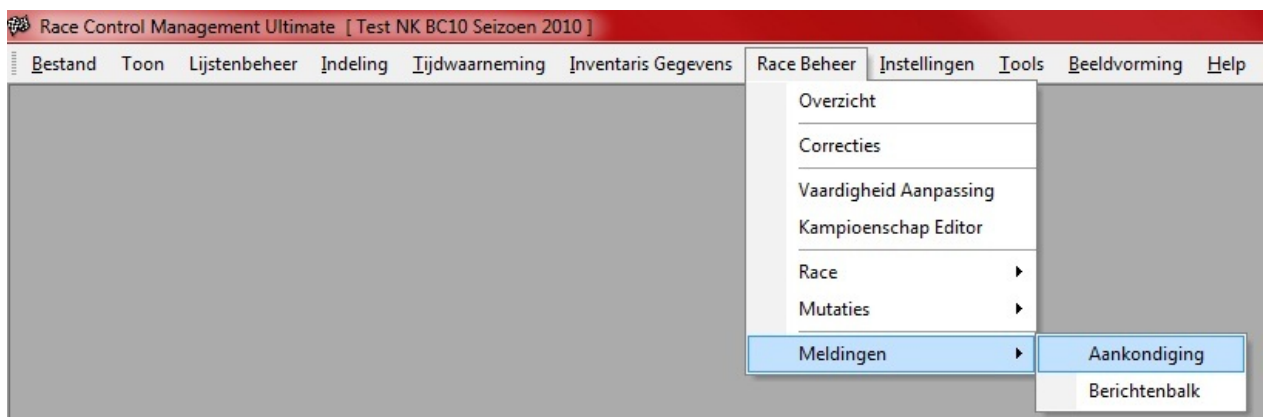 Race Control Management Ultimate [ Test NK BC10 Seizoen 2010 ]
Bestand Toon Lijstenbeheer Indeling Tijdwaarneming Inventaris Gegevens Race Beheer Instellingen Tools Beeldvorming Help
Overzicht
Correcties
Vaardigheid Aanpassing
Kampioenschap Editor
Race
Mutaties
Meldingen Aankondiging
Berichtenbalk